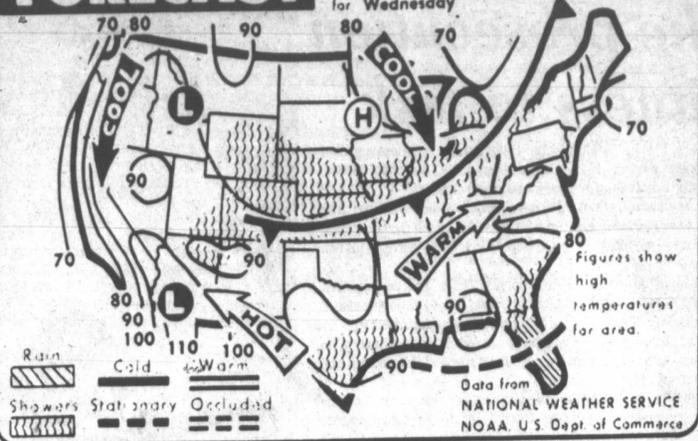 FORECAST
for Wednesday
70 80 90 80 70
COOL
COOL
L
H
70
90
WARM
70
90
80
Figures show
high
temperatures
for area.
80
90
100
L
HOT
90
110 100
90
Rain
Cold
Warm
Showers
Stationary
Occluded
Data from
NATIONAL WEATHER SERVICE
NOAA, U.S. Dept. of Commerce